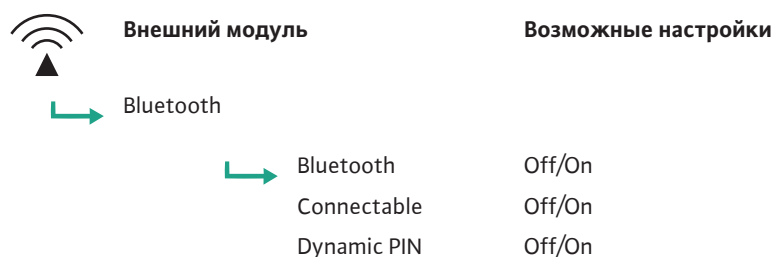 Внешний модуль Возможные настройки
Bluetooth
Bluetooth Off/On
Connectable Off/On
Dynamic PIN Off/On